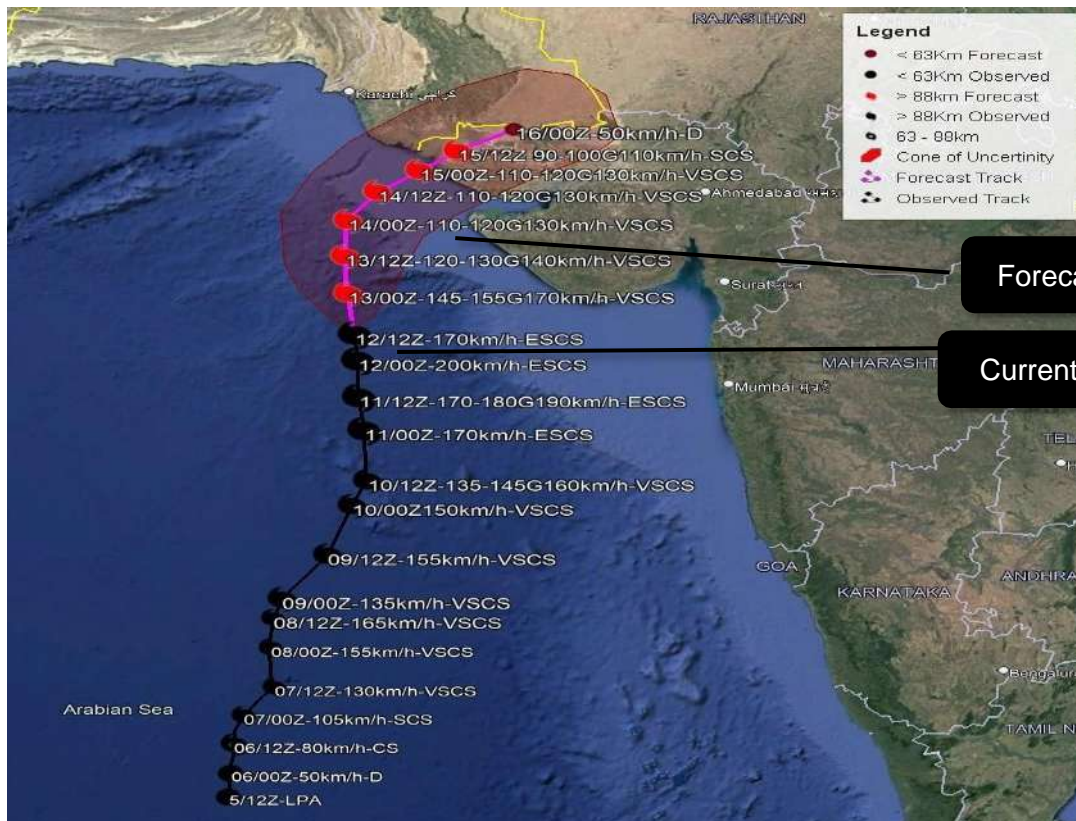 RAJASTHAN
Legend
< 63Km Forecast
< 63Km Observed
> 88km Forecast
> 88Km Observed
63 - 88km
Cone of Uncertinity
Forecast Track
Observed Track
Karachi کراچی
16/00Z-50km/h-D
15/12Z 90-100G110km/h-SCS
15/00Z-110-120G130km/h-VSCS
Ahmedabad
14/12Z-110-120G130km/h-VSCS
14/00Z-110-120G130km/h-VSCS
13/12Z-120-130G140km/h-VSCS
Foreca
Surat
13/00Z-145-155G170km/h-VSCS
12/12Z-170km/h-ESCS
12/00Z-200km/h-ESCS
MAHARASHT
Current
Mumbai मुंबई
11/12Z-170-180G190km/h-ESCS
11/00Z-170km/h-ESCS
TEL
H
10/12Z-135-145G160km/h-VSCS
10/00Z150km/h-VSCS
09/12Z-155km/h-VSCS
GOA
ANDHRA
KARNATAKA
09/00Z-135km/h-VSCS
08/12Z-165km/h-VSCS
08/00Z-155km/h-VSCS
Bengalur
07/12Z-130km/h-VSCS
Arabian Sea
07/00Z-105km/h-SCS
TAMIL N
06/12Z-80km/h-CS
06/00Z-50km/h-D
5/12Z-LPA